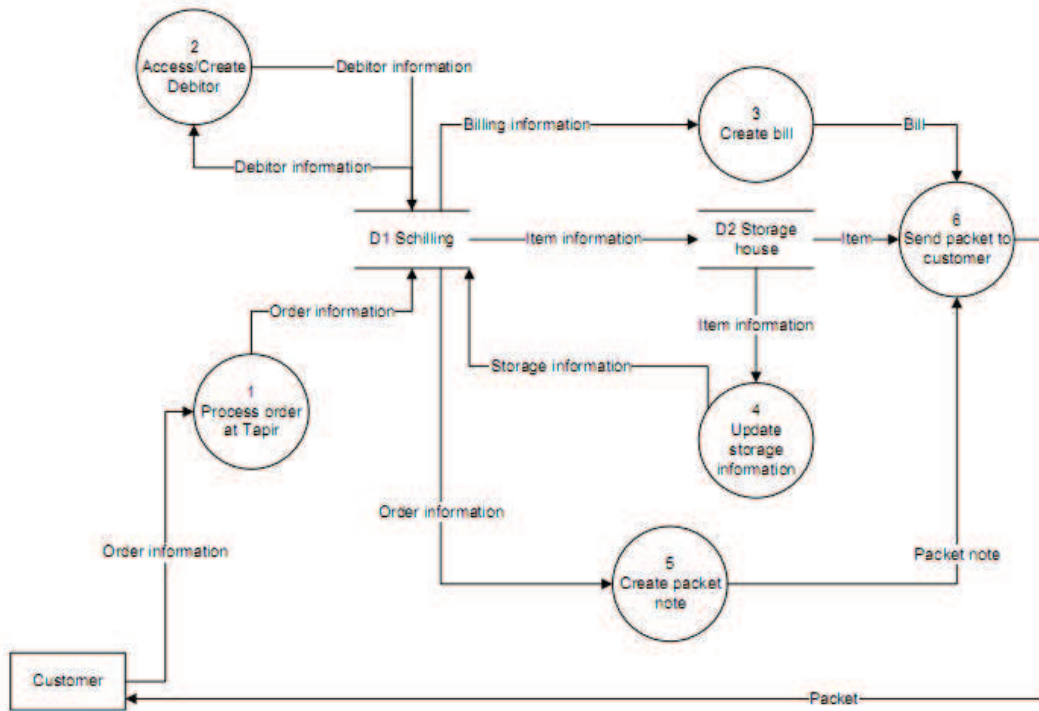 2
Access/Create
Debitor
Debitor information
Debitor information
Billing information
3
Create bill
Bill
D1 Schilling
Item information
D2 Storage
house
Item
6
Send packet to
customer
Order information
Item information
Storage information
1
Process order
at Tapir
4
Update
storage
information
Order information
Order information
5
Create packet
note
Packet note
Customer
Packet